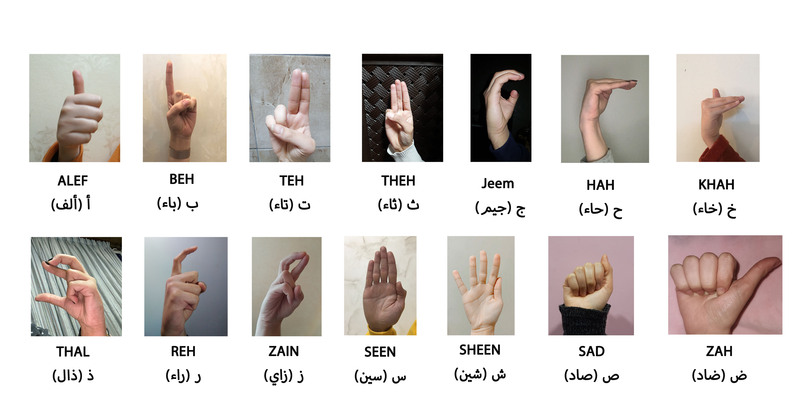 ALEF BEH TEH THEH Jeem HAH KHAH
أ (ألف) ب (باء) ت (تاء) ث (ثاء) ج (جيم) ح (حاء) خ (خاء)
THAL REH ZAIN SEEN SHEEN SAD ZAH
ذ (ذال) ر (راء) ز (زاي) س (سين) ش (شين) ص (صاد) ض (ضاد)